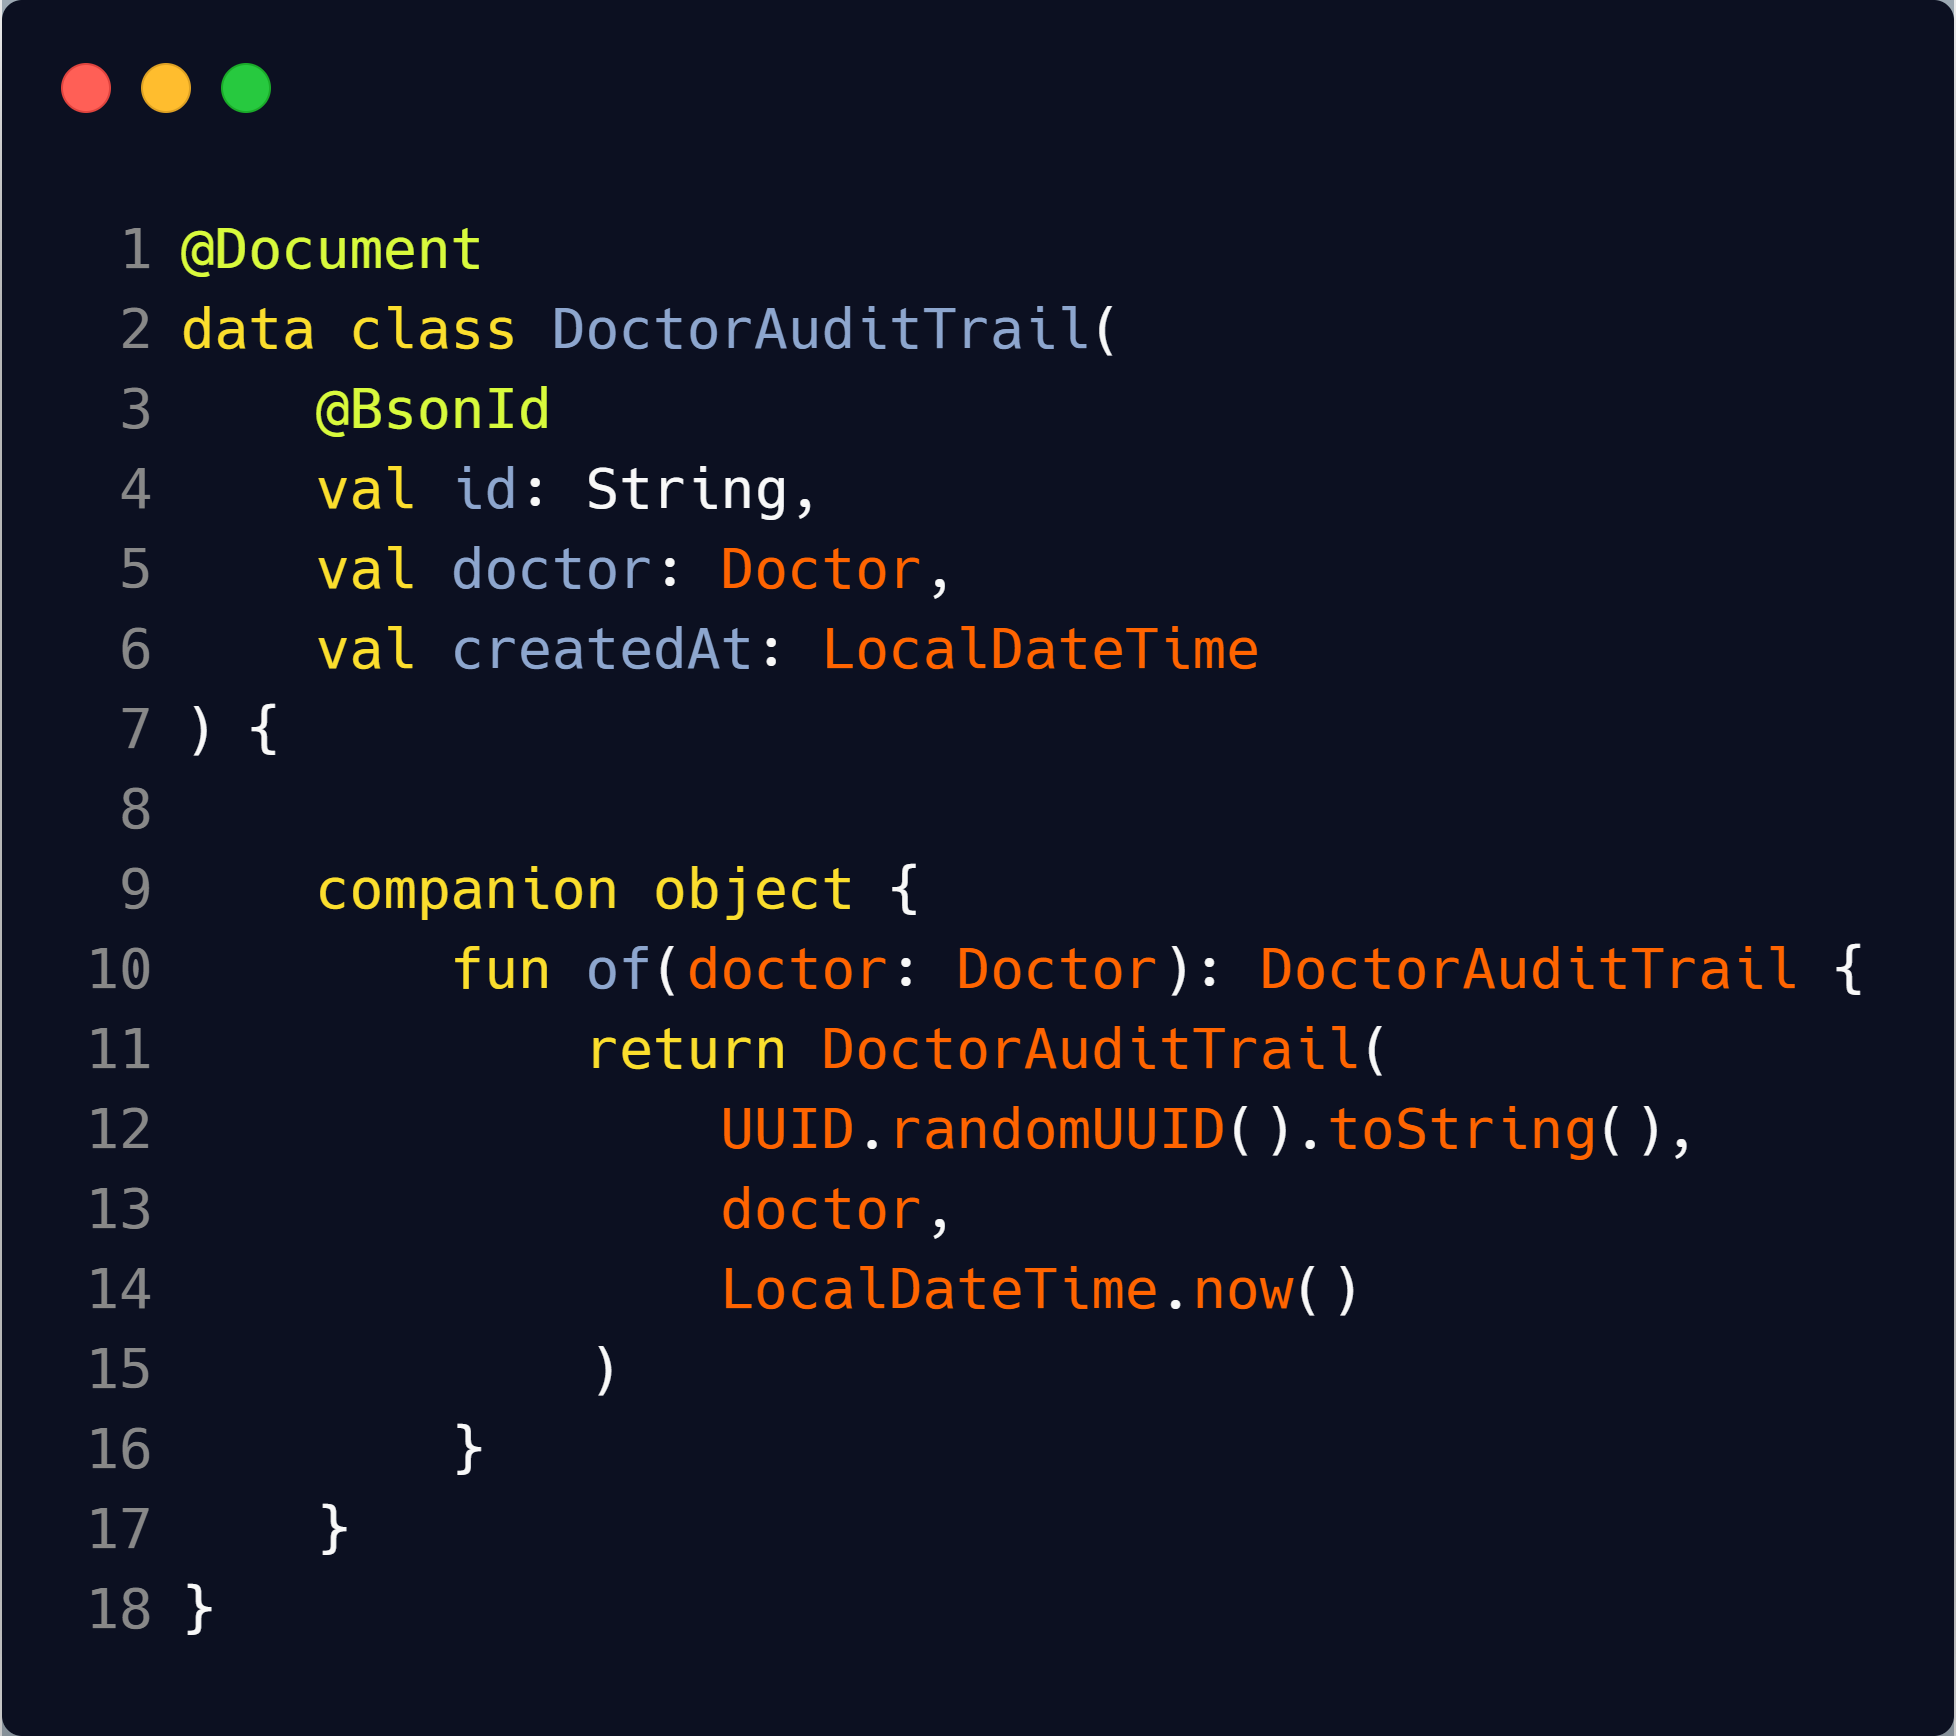 1 @Document
2 data class DoctorAuditTrail(
3     @BsonId
4     val id: String,
5     val doctor: Doctor,
6     val createdAt: LocalDateTime
7 ) {
8
9     companion object {
10         fun of(doctor: Doctor): DoctorAuditTrail {
11             return DoctorAuditTrail(
12                 UUID.randomUUID().toString(),
13                 doctor,
14                 LocalDateTime.now()
15             )
16         }
17     }
18 }